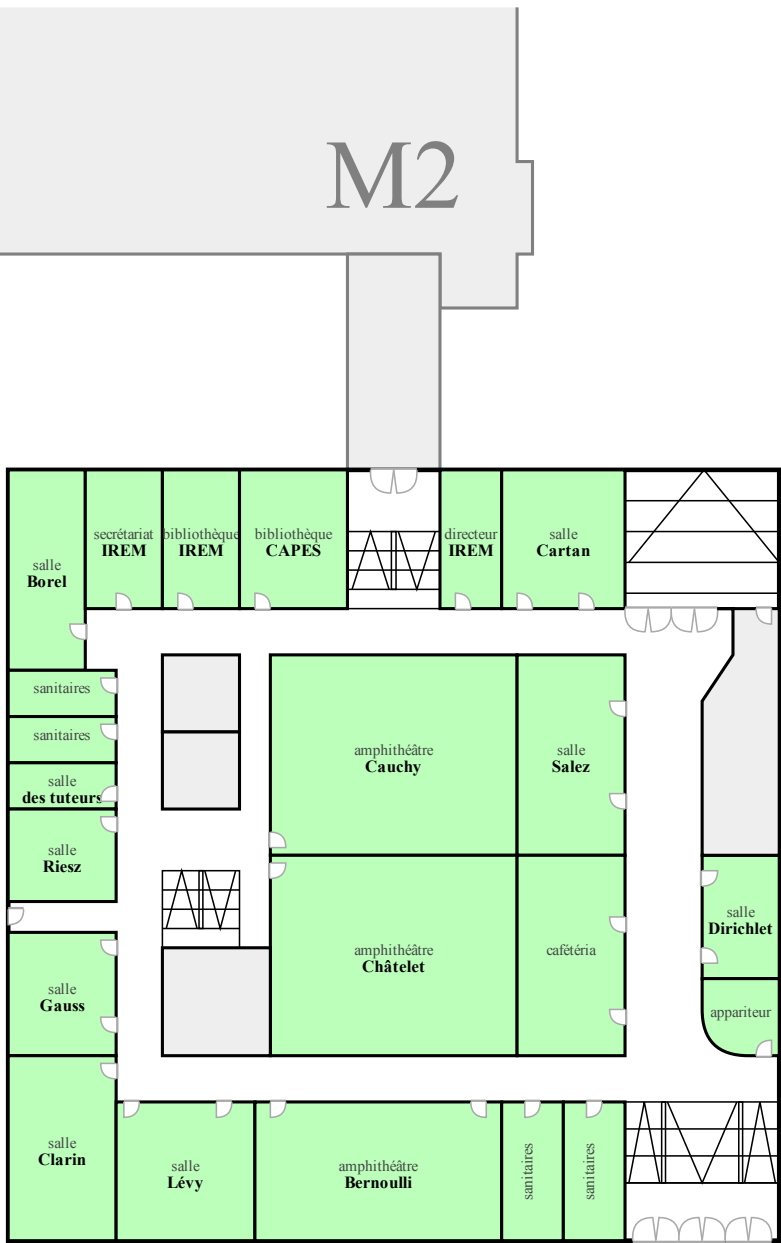 M2
secrétariat
IREM
bibliothèque
IREM
bibliothèque
CAPES
directeur
IREM
salle
Cartan
salle
Borel
sanitaires
sanitaires
salle
des tuteurs
salle
Riesz
amphithéâtre
Cauchy
salle
Salez
amphithéâtre
Châtelet
cafétéria
salle
Dirichlet
appariteur
salle
Gauss
salle
Clarin
salle
Lévy
amphithéâtre
Bernoulli
sanitaires
sanitaires